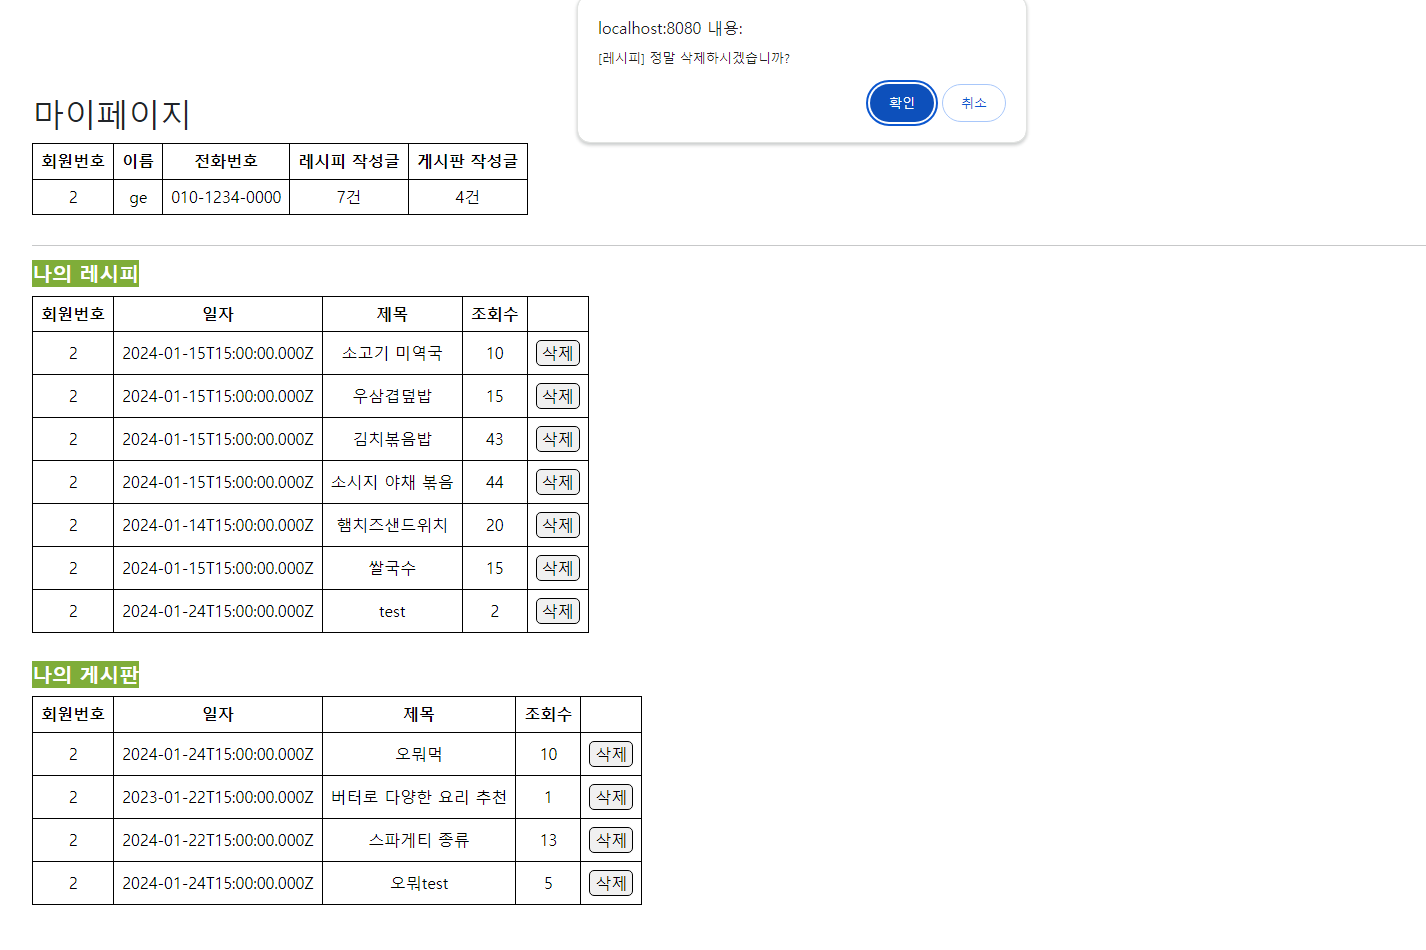 localhost:8080 내용:
[레시피] 정말 삭제하시겠습니까?
확인 취소
마이페이지
회원번호 이름 전화번호 레시피 작성글 게시판 작성글
2 ge 010-1234-0000 7건 4건
나의 레시피
회원번호 일자 제목 조회수
2 2024-01-15T15:00:00.000Z 소고기 미역국 10 삭제
2 2024-01-15T15:00:00.000Z 우삼겹덮밥 15 삭제
2 2024-01-15T15:00:00.000Z 김치볶음밥 43 삭제
2 2024-01-15T15:00:00.000Z 소시지 야채 볶음 44 삭제
2 2024-01-14T15:00:00.000Z 햄치즈샌드위치 20 삭제
2 2024-01-15T15:00:00.000Z 쌀국수 15 삭제
2 2024-01-24T15:00:00.000Z test 2 삭제
나의 게시판
회원번호 일자 제목 조회수
2 2024-01-24T15:00:00.000Z 오뭐먹 10 삭제
2 2023-01-22T15:00:00.000Z 버터로 다양한 요리 추천 1 삭제
2 2024-01-22T15:00:00.000Z 스파게티 종류 13 삭제
2 2024-01-24T15:00:00.000Z 오뭐test 5 삭제